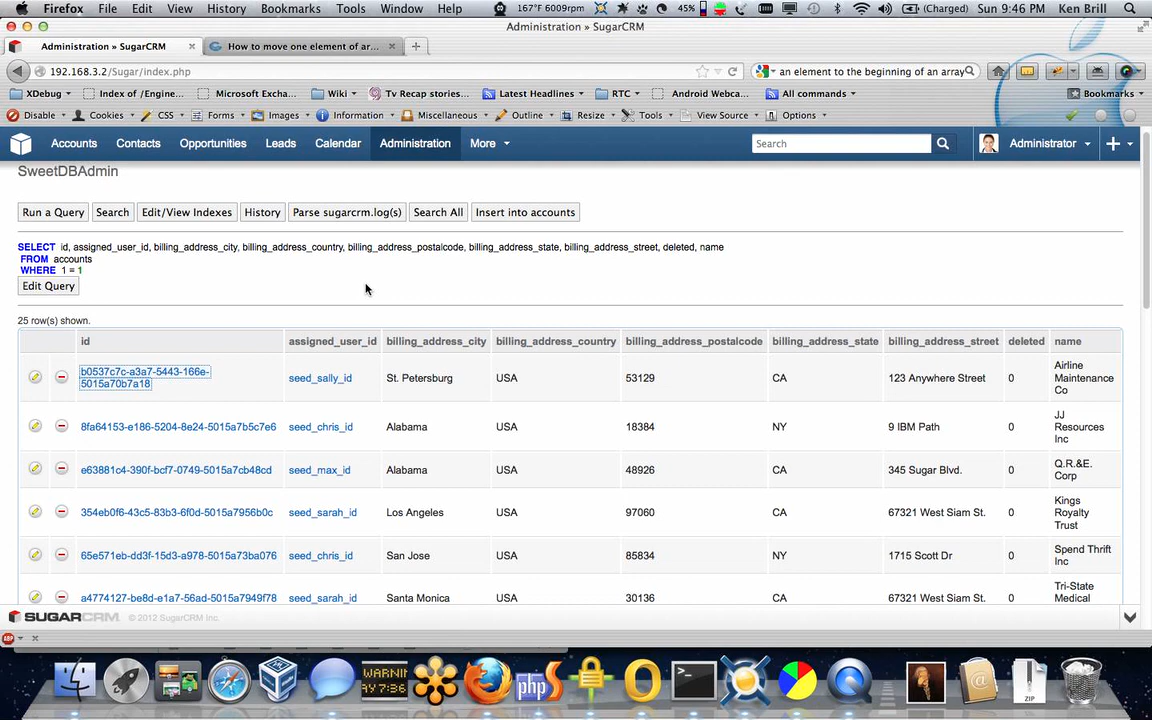 Firefox File Edit View History Bookmarks Tools Window Help 167°F 6009rpm 45% (Charged) Sun 9:46 PM Ken Brill
Administration » SugarCRM
Administration » SugarCRM How to move one element of ar...
192.168.3.2/Sugar/index.php an element to the beginning of an array
XDebug Index of /Engine... Microsoft Excha... Wiki Tv Recap stories... Latest Headlines RTC Android Webca... All commands Bookmarks
Disable Cookies CSS Forms Images Information Miscellaneous Outline Resize Tools View Source Options
Accounts Contacts Opportunities Leads Calendar Administration More Search Administrator
SweetDBAdmin
Run a Query Search Edit/View Indexes History Parse sugarcrm.log(s) Search All Insert into accounts
SELECT id, assigned_user_id, billing_address_city, billing_address_country, billing_address_postalcode, billing_address_state, billing_address_street, deleted, name
FROM accounts
WHERE 1 = 1
Edit Query
25 row(s) shown.
id assigned_user_id billing_address_city billing_address_country billing_address_postalcode billing_address_state billing_address_street deleted name
b0537c7c-a3a7-5443-166e-
5015a70b7a18 seed_sally_id St. Petersburg USA 53129 CA 123 Anywhere Street 0 Airline
Maintenance
Co
8fa64153-e186-5204-8e24-5015a7b5c7e6 seed_chris_id Alabama USA 18384 NY 9 IBM Path 0 JJ
Resources
Inc
e63881c4-390f-bcf7-0749-5015a7cb48cd seed_max_id Alabama USA 48926 CA 345 Sugar Blvd. 0 Q.R.&E.
Corp
354eb0f6-43c5-83b3-6f0d-5015a7956b0c seed_sarah_id Los Angeles USA 97060 CA 67321 West Siam St. 0 Kings
Royalty
Trust
65e571eb-dd3f-15d3-a978-5015a73ba076 seed_chris_id San Jose USA 85834 NY 1715 Scott Dr 0 Spend Thrift
Inc
a4774127-be8d-e1a7-56ad-5015a7949f78 seed_sarah_id Santa Monica USA 30136 CA 67321 West Siam St. 0 Tri-State
Medical
SUGARCRM © 2012 SugarCRM Inc.
ABP
WARNIN
AY 7:36
php
ZIP